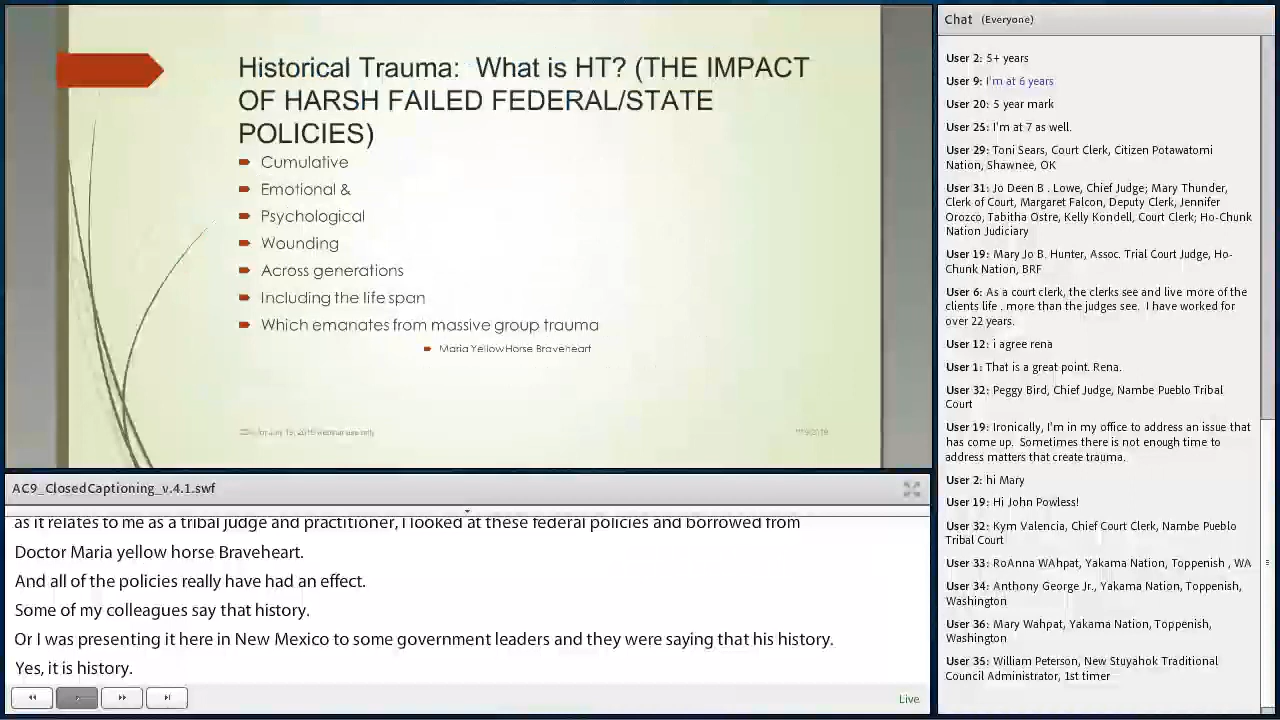 Historical Trauma: What is HT? (THE IMPACT
OF HARSH FAILED FEDERAL/STATE
POLICIES)
Cumulative
Emotional &
Psychological
Wounding
Across generations
Including the life span
Which emanates from massive group trauma
Maria YellowHorse Braveheart
webinar use only
AC9_ClosedCaptioning_v.4.1.swf
as it relates to me as a tribal judge and practitioner, I looked at these federal policies and borrowed from
Doctor Maria yellow horse Braveheart.
And all of the policies really have had an effect.
Some of my colleagues say that history.
Or I was presenting it here in New Mexico to some government leaders and they were saying that his history.
Yes, it is history.
Live
Chat (Everyone)
User 2: 5+ years
User 9: I'm at 6 years
User 20: 5 year mark
User 25: I'm at 7 as well.
User 29: Toni Sears, Court Clerk, Citizen Potawatomi
Nation, Shawnee, OK
User 31: Jo Deen B . Lowe, Chief Judge; Mary Thunder,
Clerk of Court, Margaret Falcon, Deputy Clerk, Jennifer
Orozco, Tabitha Ostre, Kelly Kondell, Court Clerk; Ho-Chunk
Nation Judiciary
User 19: Mary Jo B. Hunter, Assoc. Trial Court Judge, Ho-
Chunk Nation, BRF
User 6: As a court clerk, the clerks see and live more of the
clients life . more than the judges see. I have worked for
over 22 years.
User 12: i agree rena
User 1: That is a great point. Rena.
User 32: Peggy Bird, Chief Judge, Nambe Pueblo Tribal
Court
User 19: Ironically, I'm in my office to address an issue that
has come up. Sometimes there is not enough time to
address matters that create trauma.
User 2: hi Mary
User 19: Hi John Powless!
User 32: Kym Valencia, Chief Court Clerk, Nambe Pueblo
Tribal Court
User 33: RoAnna WAhpat, Yakama Nation, Toppenish , WA
User 34: Anthony George Jr., Yakama Nation, Toppenish,
Washington
User 36: Mary Wahpat, Yakama Nation, Toppenish,
Washington
User 35: William Peterson, New Stuyahok Traditional
Council Administrator, 1st timer